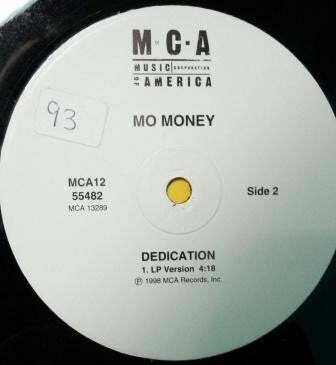 M·C·A
MUSIC CORPORATION
OF AMERICA
93
MO MONEY
MCA12
55482
MCA 13289
Side 2
DEDICATION
1. LP Version 4:18
℗ 1998 MCA Records, Inc.